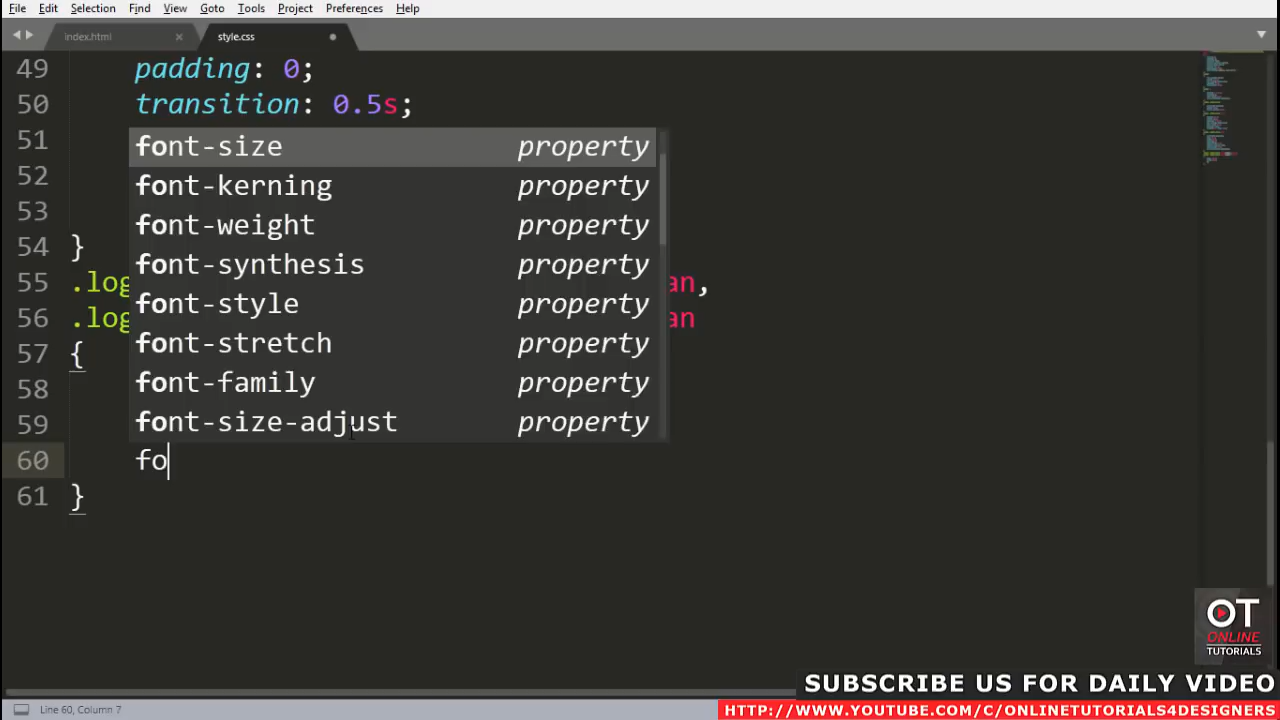 File Edit Selection Find View Goto Tools Project Preferences Help
index.html × style.css
49 padding: 0;
50 transition: 0.5s;
51
font-size property
52
font-kerning property
53
font-weight property
54 }
font-synthesis property
55 .log an,
font-style property
56 .log an
font-stretch property
57 {
font-family property
58
font-size-adjust property
59
60 fo
61 }
OT
ONLINE
TUTORIALS
SUBSCRIBE US FOR DAILY VIDEO
Line 60, Column 7
HTTP://WWW.YOUTUBE.COM/C/ONLINETUTORIALS4DESIGNERS